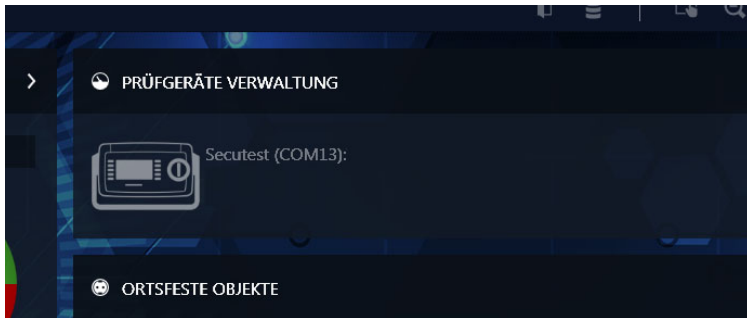 PRÜFGERÄTE VERWALTUNG
Secutest (COM13):
ORTSFESTE OBJEKTE